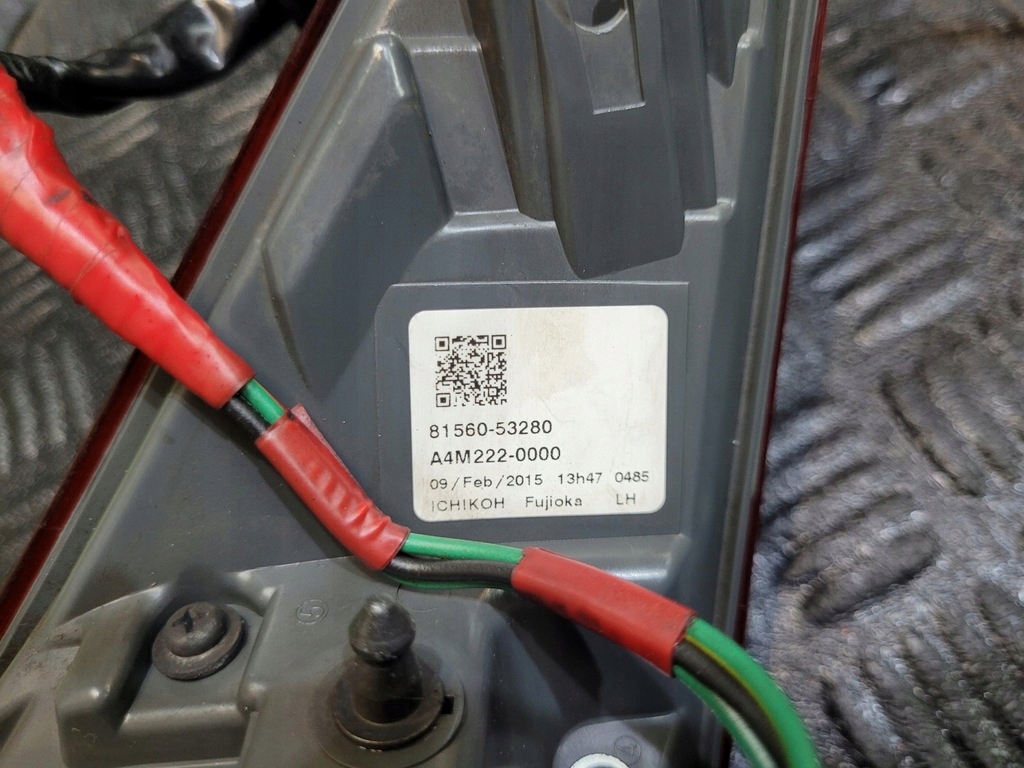 81560-53280
A4M222-0000
09/Feb/2015 13h47 0485
ICHIKOH Fujioka LH